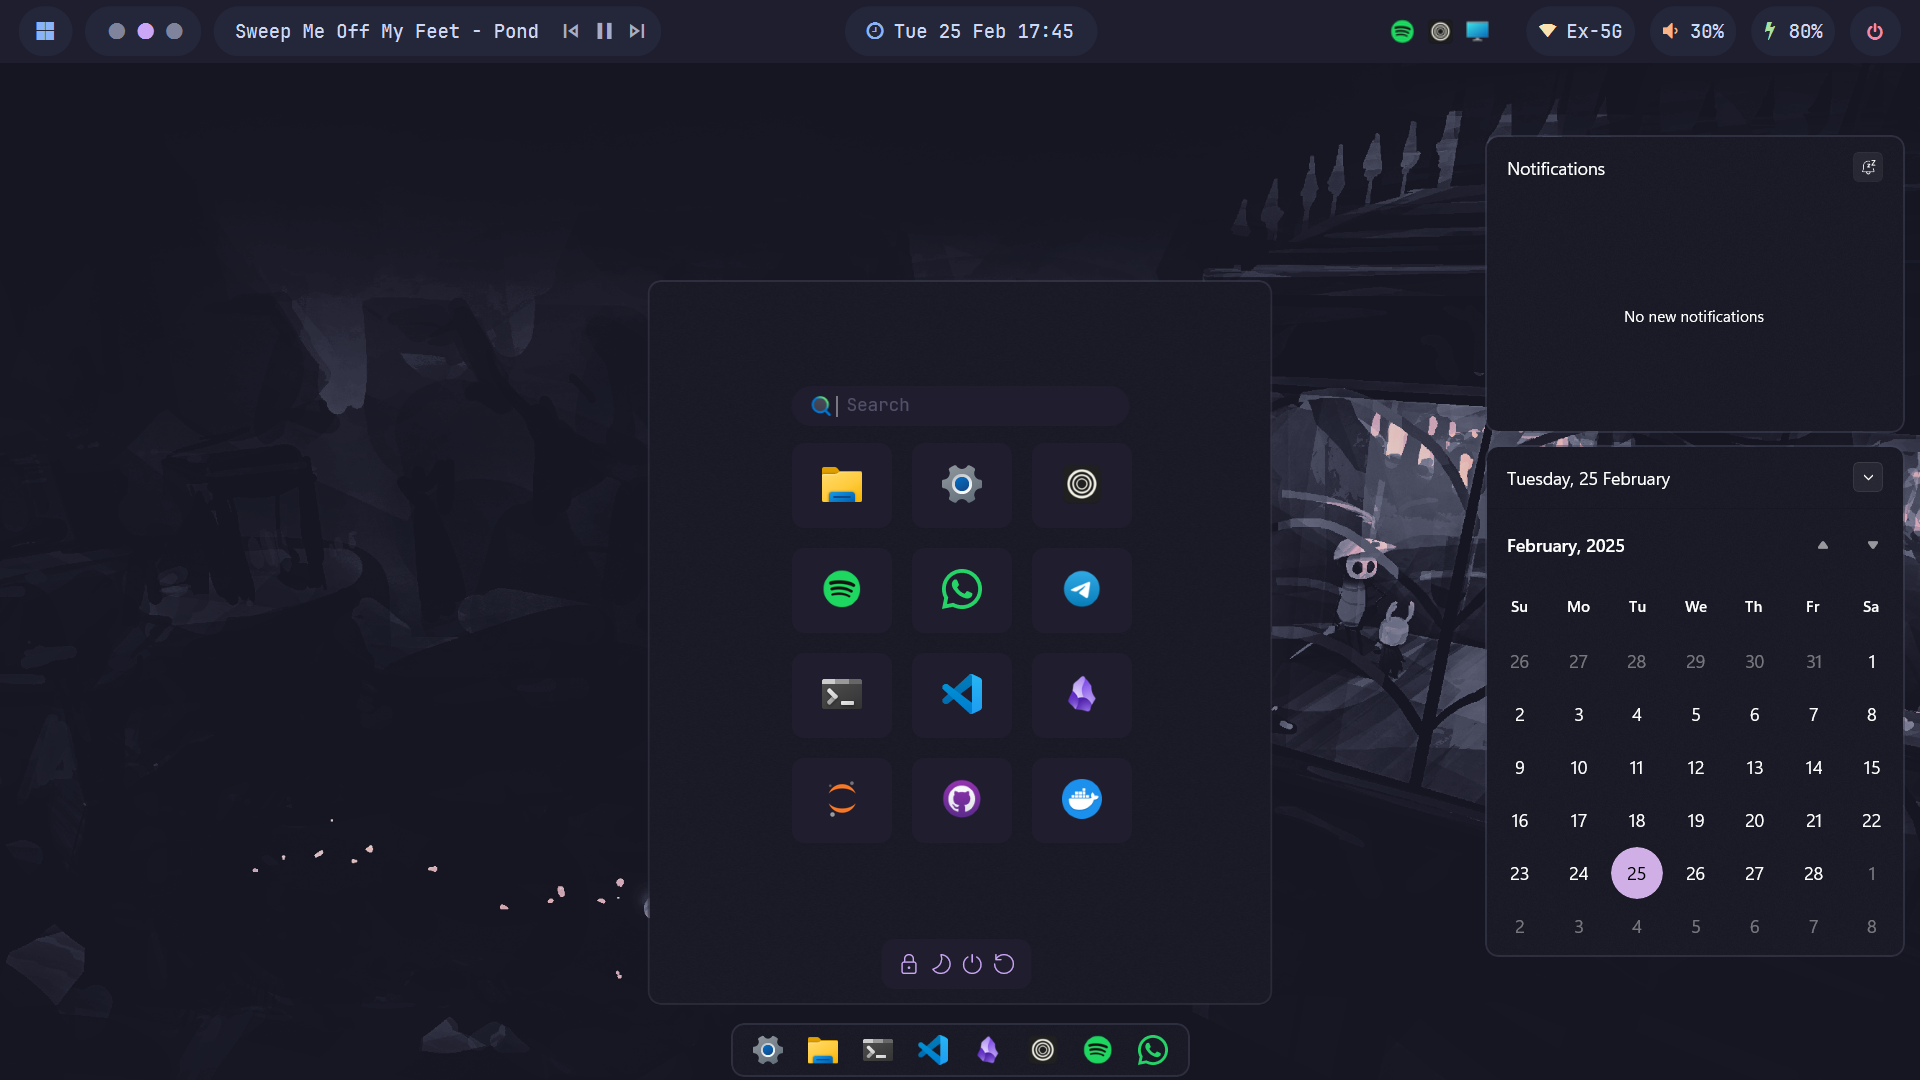 Sweep Me Off My Feet - Pond
Tue 25 Feb 17:45
Ex-5G
30%
80%
Notifications
No new notifications
Search
Tuesday, 25 February
February, 2025
Su Mo Tu We Th Fr Sa
26 27 28 29 30 31 1
2 3 4 5 6 7 8
9 10 11 12 13 14 15
16 17 18 19 20 21 22
23 24 25 26 27 28 1
2 3 4 5 6 7 8